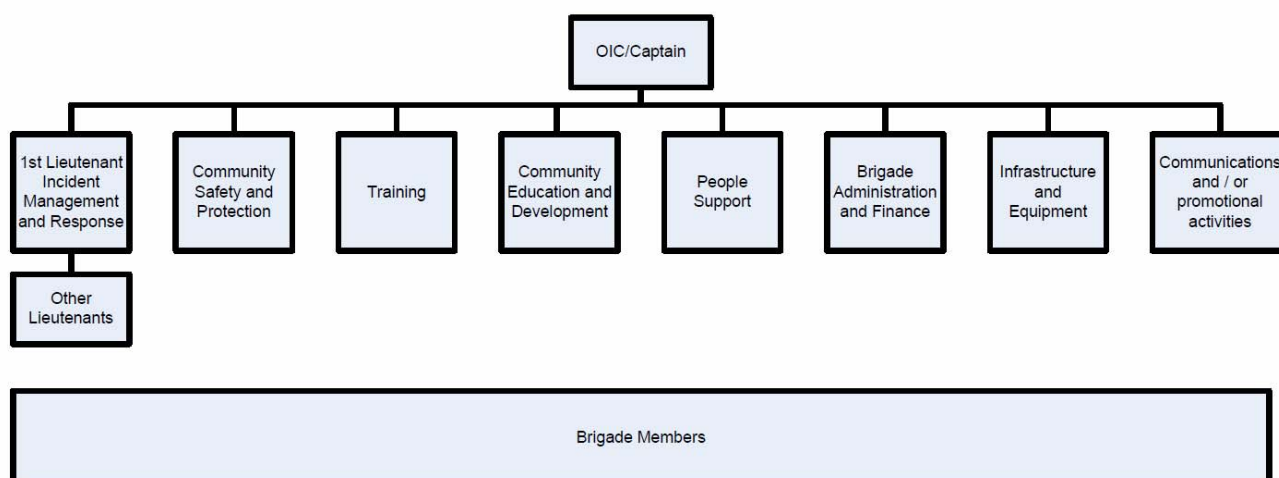 OIC/Captain
1st Lieutenant
Incident
Management
and Response
Community
Safety and
Protection
Training
Community
Education and
Development
People
Support
Brigade
Administration
and Finance
Infrastructure
and
Equipment
Communications
and / or
promotional
activities
Other
Lieutenants
Brigade Members